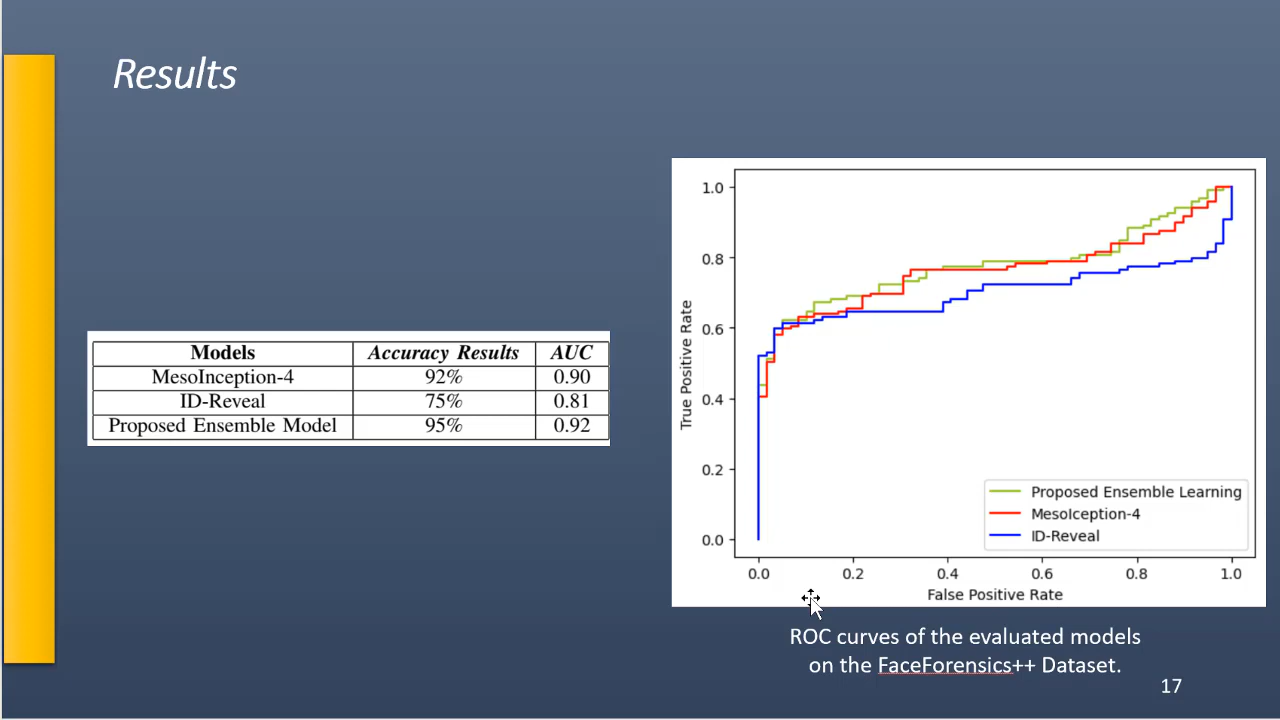 Results
Models Accuracy Results AUC
MesoInception-4 92% 0.90
ID-Reveal 75% 0.81
Proposed Ensemble Model 95% 0.92
True Positive Rate
1.0
0.8
0.6
0.4
0.2
0.0
Proposed Ensemble Learning
MesoIception-4
ID-Reveal
0.0 0.2 0.4 0.6 0.8 1.0
False Positive Rate
ROC curves of the evaluated models
on the FaceForensics++ Dataset.
17